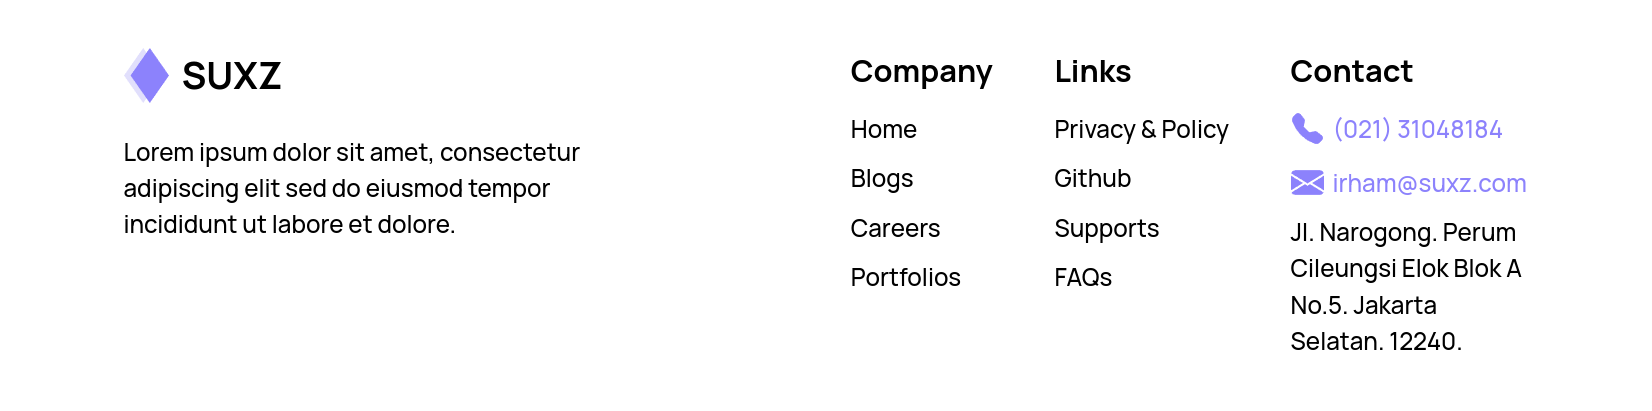 SUXZ
Lorem ipsum dolor sit amet, consectetur
adipiscing elit sed do eiusmod tempor
incididunt ut labore et dolore.
Company
Home
Blogs
Careers
Portfolios
Links
Privacy & Policy
Github
Supports
FAQs
Contact
(021) 31048184
irham@suxz.com
Jl. Narogong. Perum
Cileungsi Elok Blok A
No.5. Jakarta
Selatan. 12240.